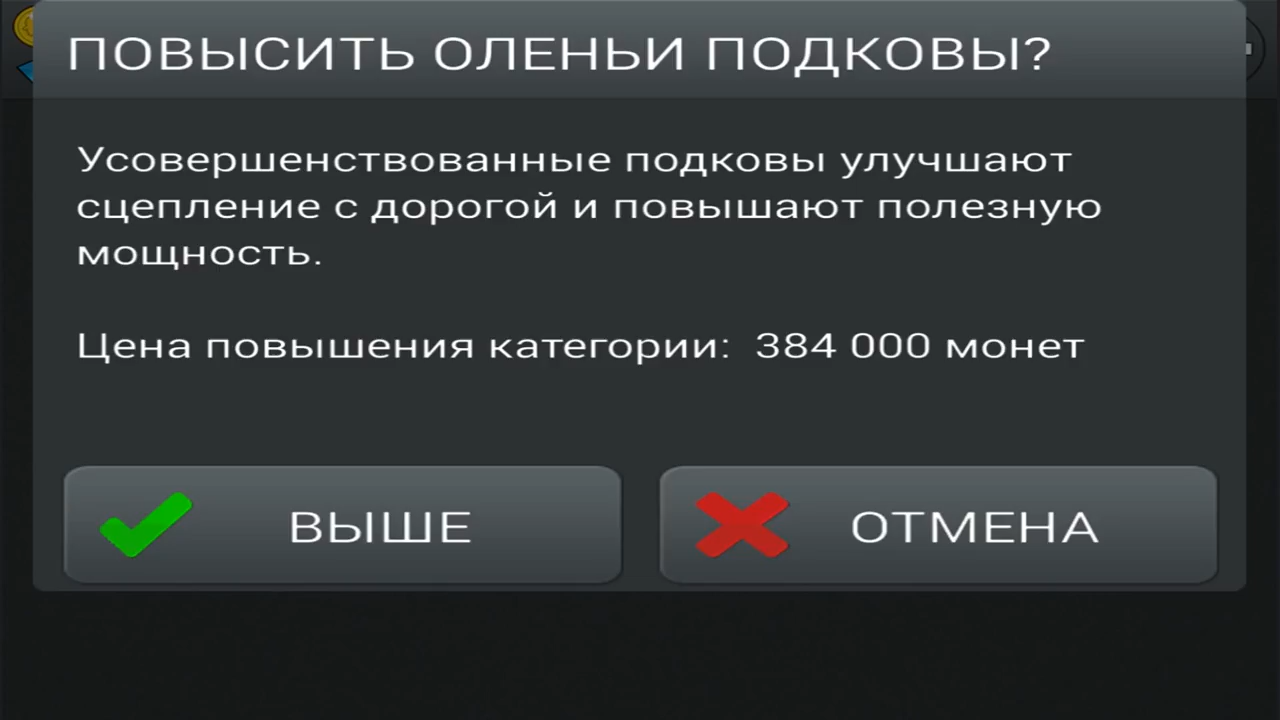 ПОВЫСИТЬ ОЛЕНЬИ ПОДКОВЫ?
Усовершенствованные подковы улучшают
сцепление с дорогой и повышают полезную
мощность.
Цена повышения категории: 384 000 монет
ВЫШЕ
ОТМЕНА